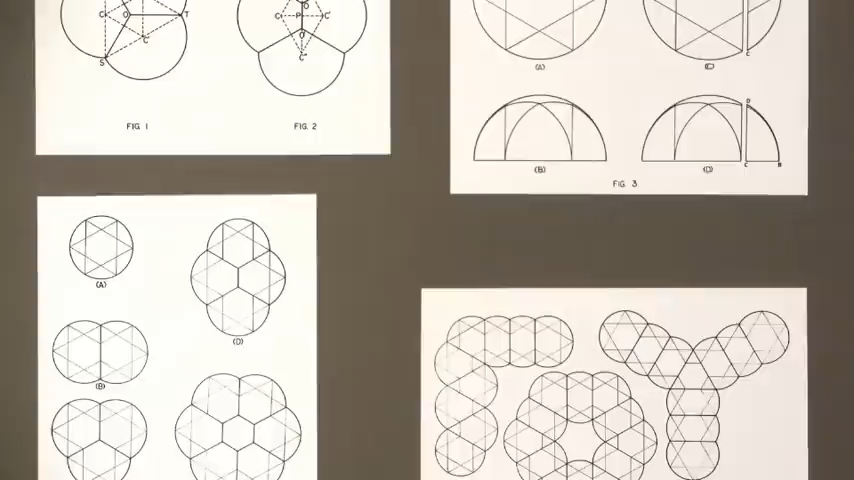 C O T
C'
S
FIG 1
O
C P C'
O'
C"
FIG. 2
(A)
C
(C)
D
(B)
C B
(D)
FIG. 3
(A)
(D)
(B)